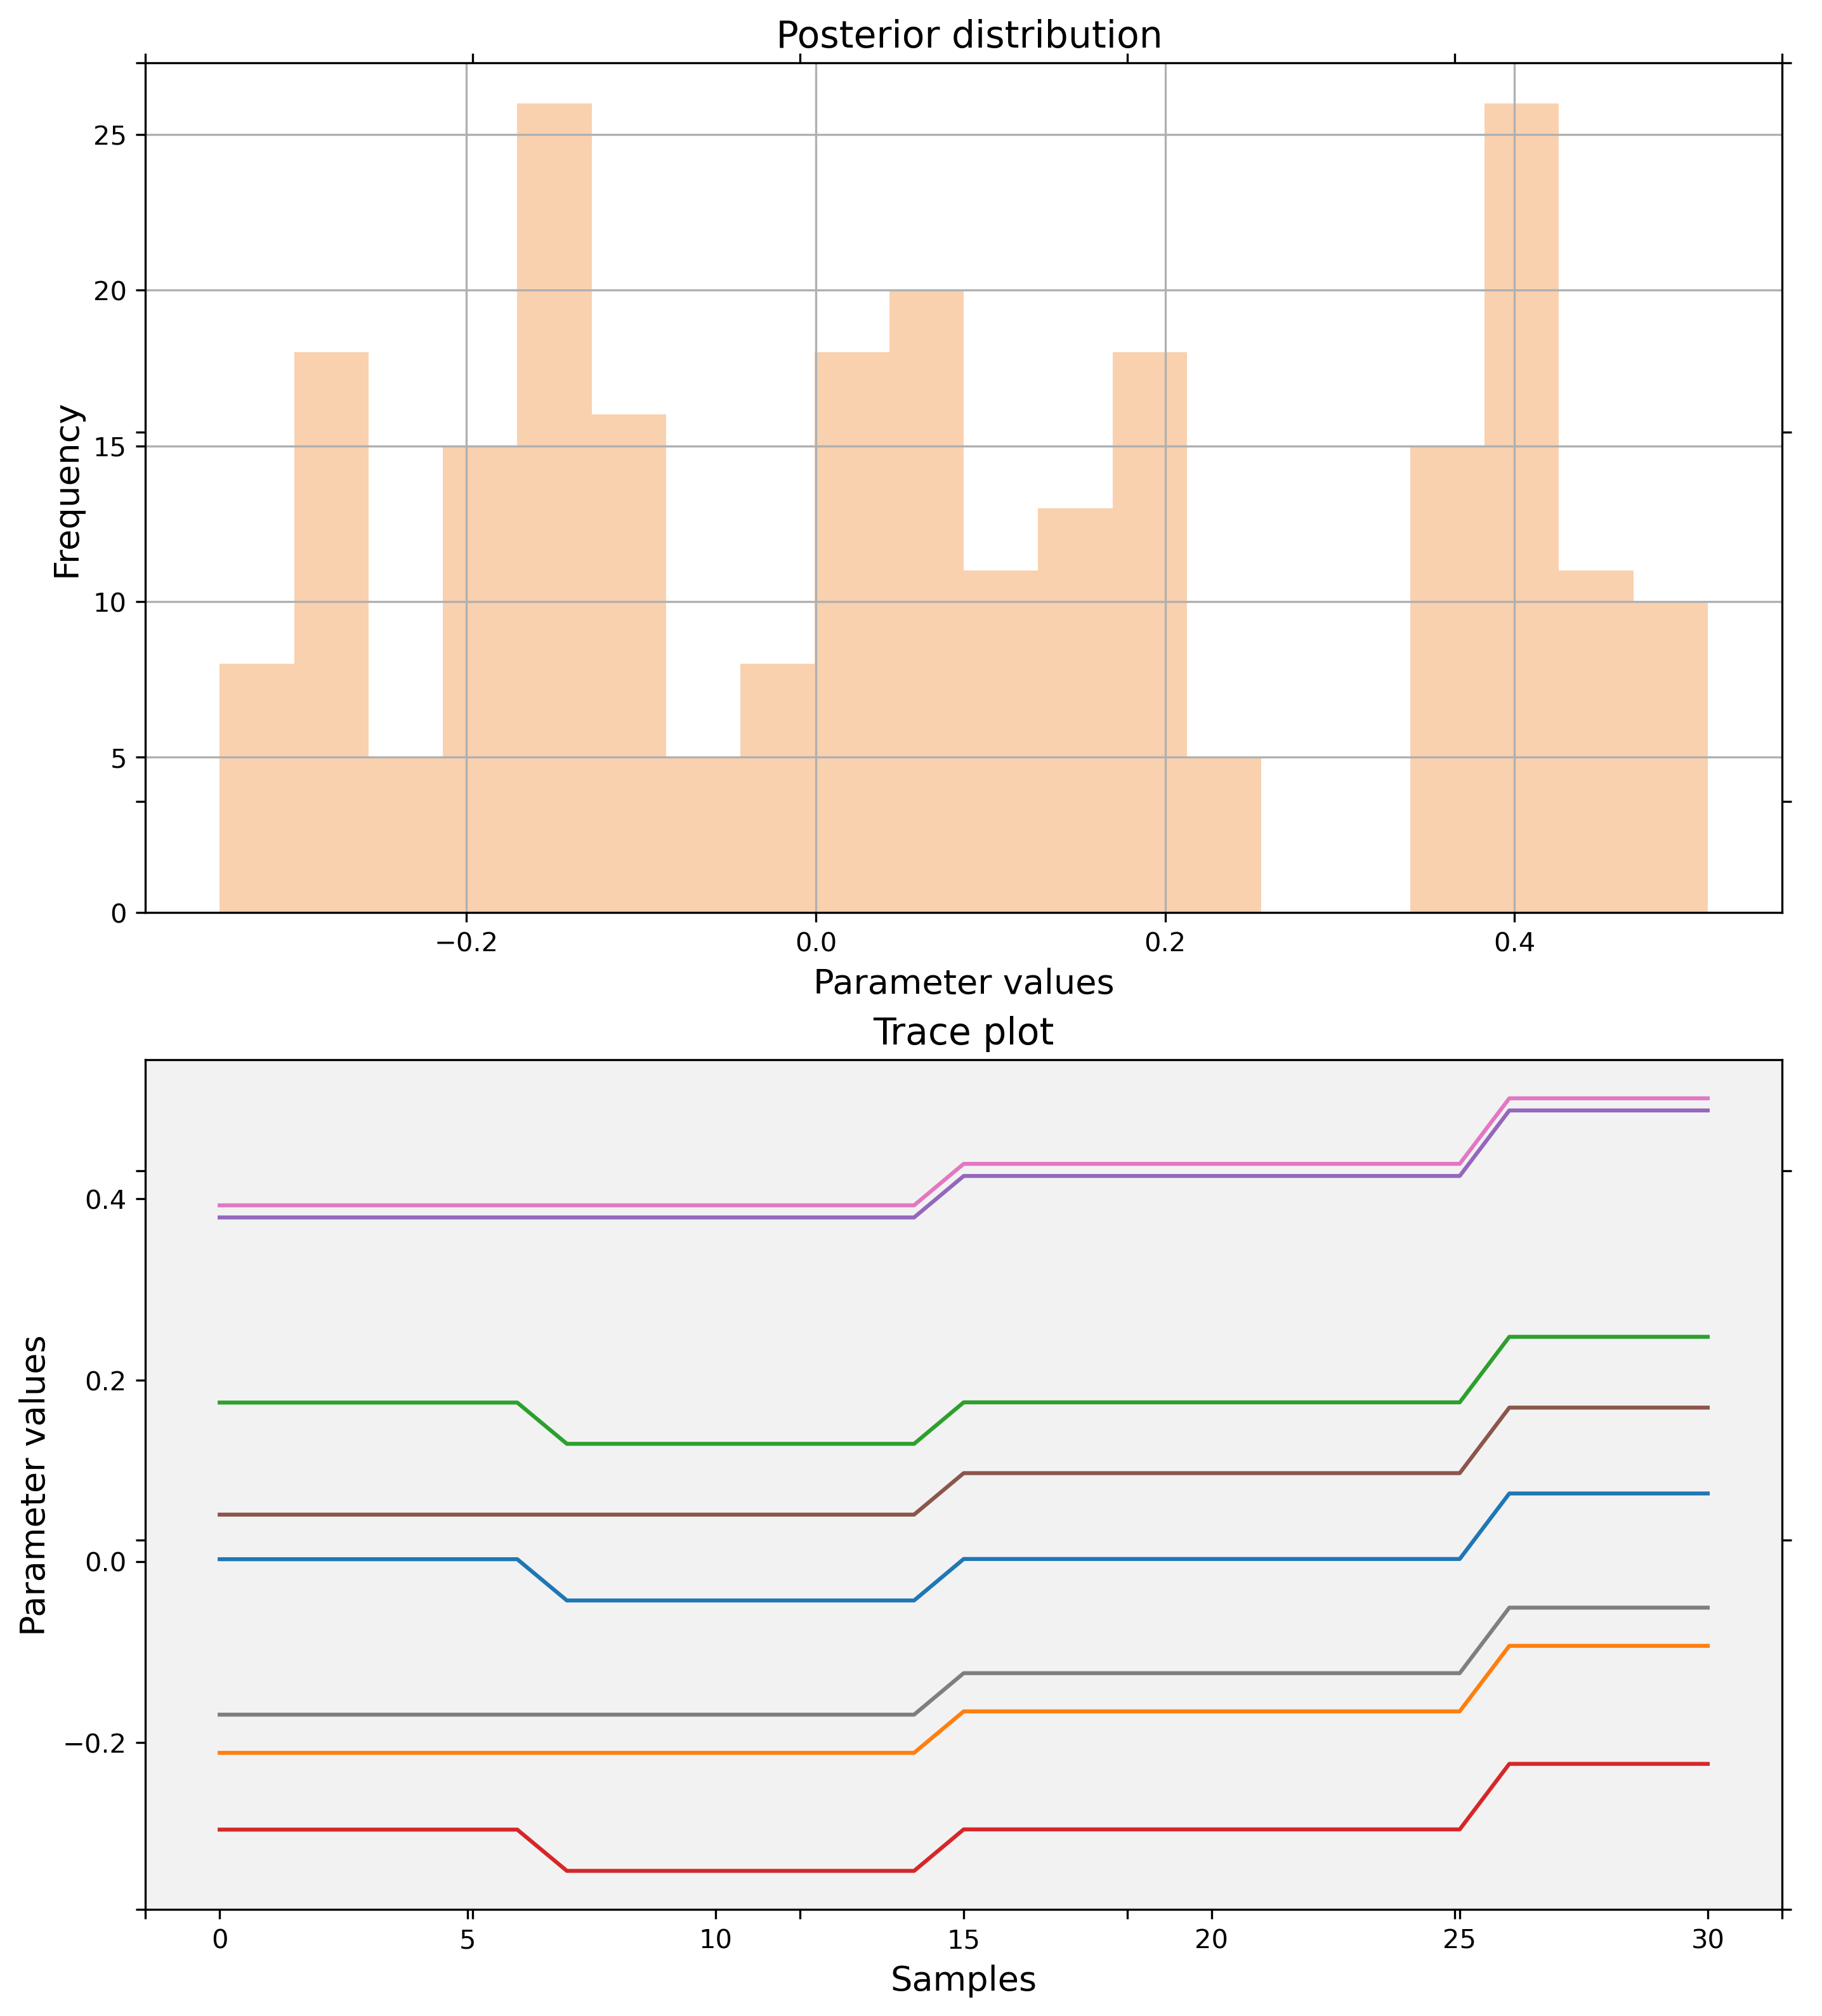 Posterior distribution
25
20
15
10
5
0
Frequency
−0.2 0.0 0.2 0.4
Parameter values
Trace plot
0.4
0.2
0.0
−0.2
Parameter values
0 5 10 15 20 25 30
Samples